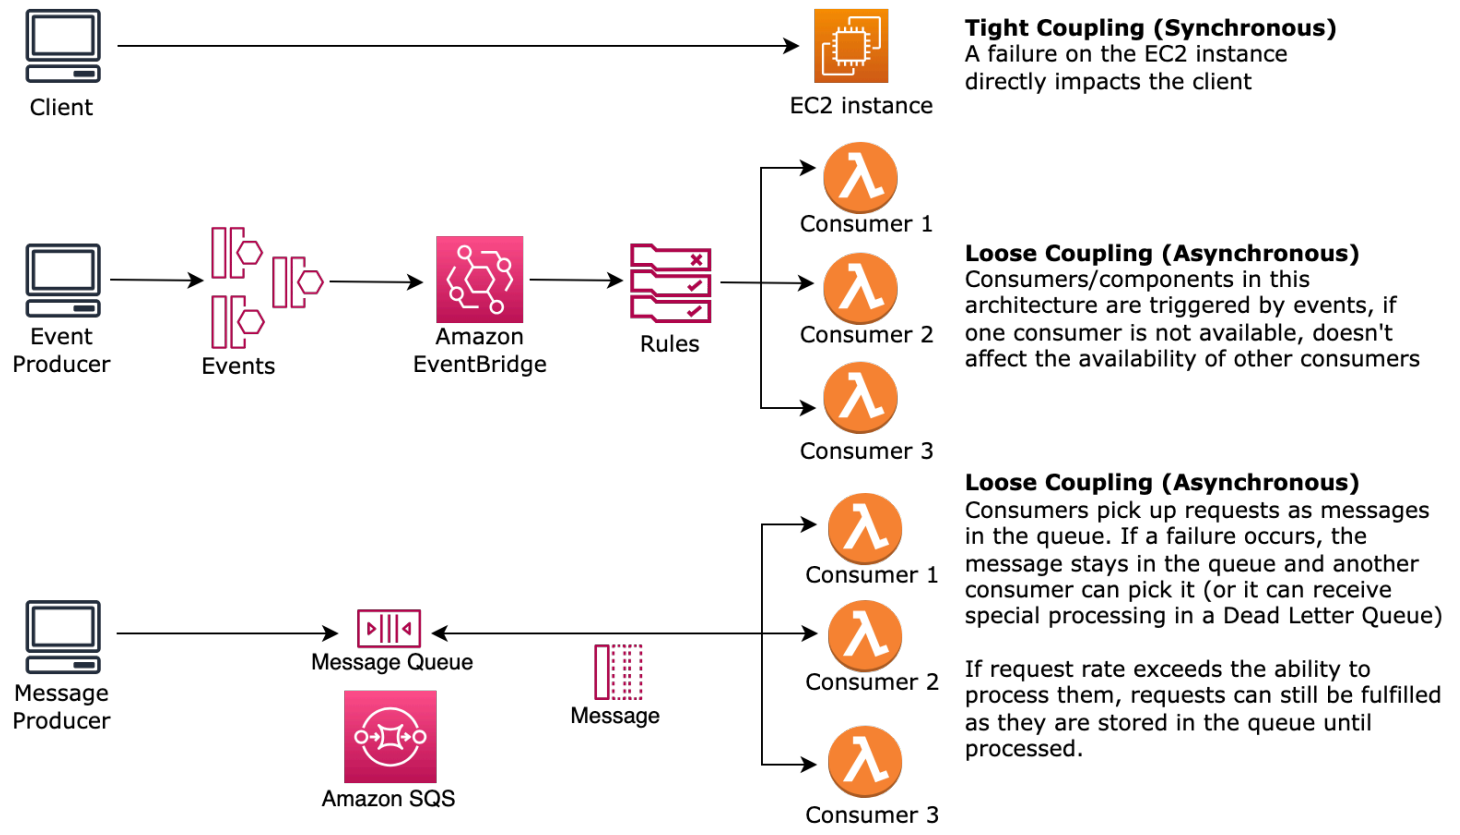 Client
EC2 instance
Tight Coupling (Synchronous)
A failure on the EC2 instance
directly impacts the client
Event
Producer
Events
Amazon
EventBridge
Rules
Consumer 1
Consumer 2
Consumer 3
Loose Coupling (Asynchronous)
Consumers/components in this
architecture are triggered by events, if
one consumer is not available, doesn't
affect the availability of other consumers
Message
Producer
Message Queue
Amazon SQS
Message
Consumer 1
Consumer 2
Consumer 3
Loose Coupling (Asynchronous)
Consumers pick up requests as messages
in the queue. If a failure occurs, the
message stays in the queue and another
consumer can pick it (or it can receive
special processing in a Dead Letter Queue)
If request rate exceeds the ability to
process them, requests can still be fulfilled
as they are stored in the queue until
processed.